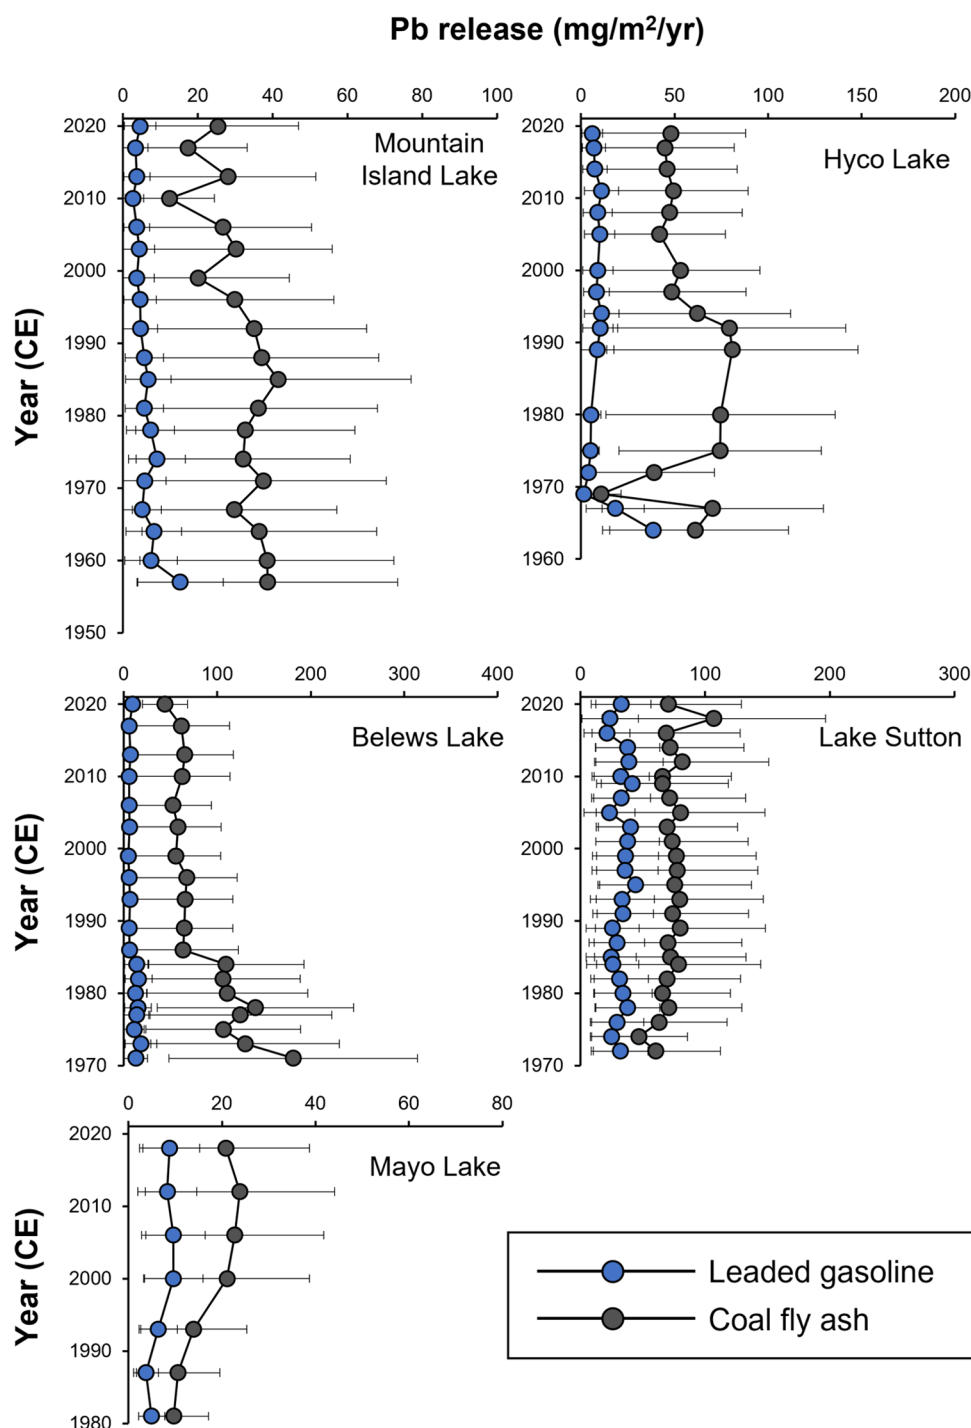 Pb release (mg/m²/yr)
0 20 40 60 80 100
2020
2010
2000
1990
1980
1970
1960
1950
Mountain
Island Lake
Year (CE)
0 50 100 150 200
2020
2010
2000
1990
1980
1970
1960
Hyco Lake
0 100 200 300 400
2020
2010
2000
1990
1980
1970
Belews Lake
Year (CE)
0 100 200 300
2020
2010
2000
1990
1980
1970
Lake Sutton
0 20 40 60 80
2020
2010
2000
1990
1980
Mayo Lake
Year (CE)
Leaded gasoline
Coal fly ash